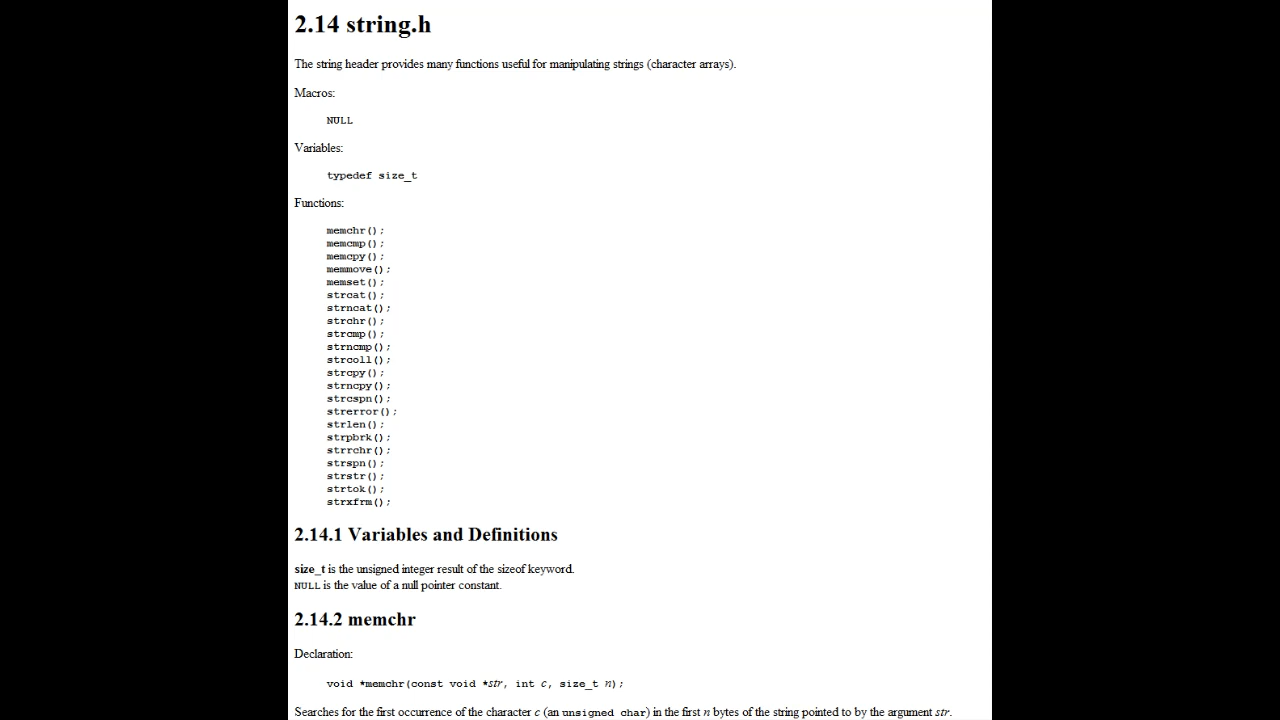 2.14 string.h
The string header provides many functions useful for manipulating strings (character arrays).
Macros:
NULL
Variables:
typedef size_t
Functions:
memchr();
memcmp();
memcpy();
memmove();
memset();
strcat();
strncat();
strchr();
strcmp();
strncmp();
strcoll();
strcpy();
strncpy();
strcspn();
strerror();
strlen();
strpbrk();
strrchr();
strspn();
strstr();
strtok();
strxfrm();
2.14.1 Variables and Definitions
size_t is the unsigned integer result of the sizeof keyword.
NULL is the value of a null pointer constant.
2.14.2 memchr
Declaration:
void *memchr(const void *str, int c, size_t n);
Searches for the first occurrence of the character c (an unsigned char) in the first n bytes of the string pointed to by the argument str.